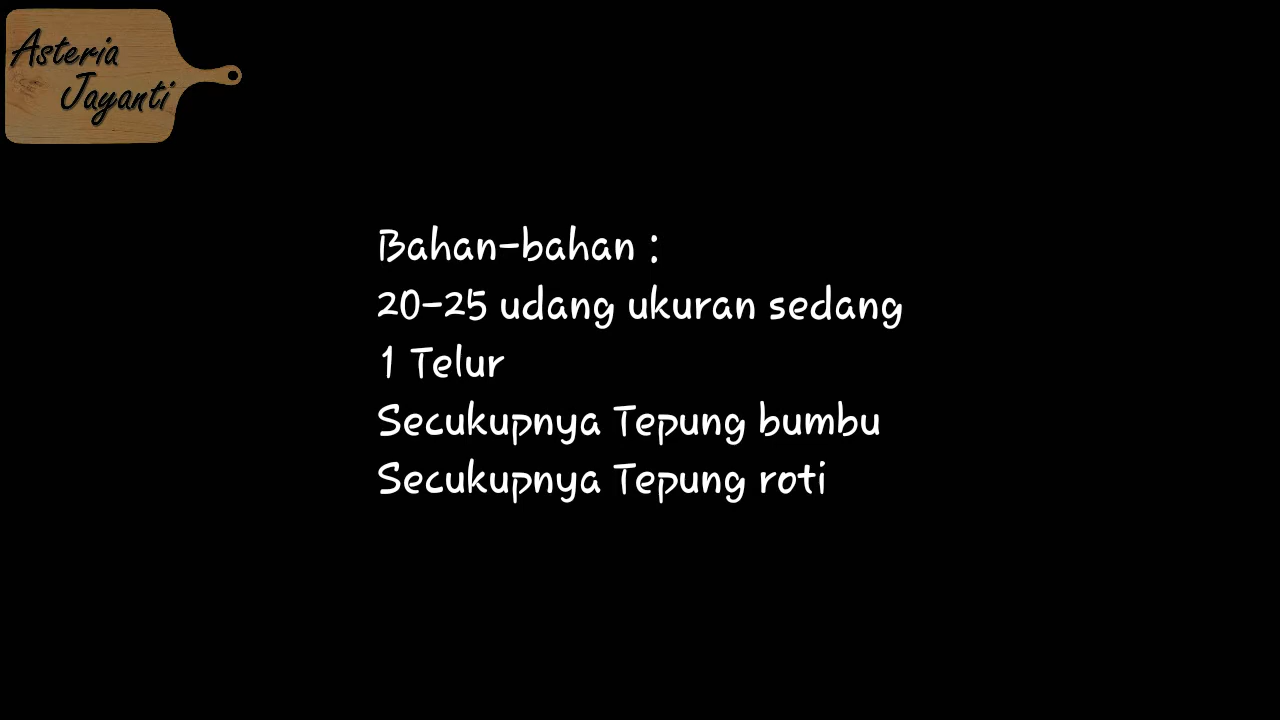 Asteria
Jayanti
Bahan-bahan :
20-25 udang ukuran sedang
1 Telur
Secukupnya Tepung bumbu
Secukupnya Tepung roti